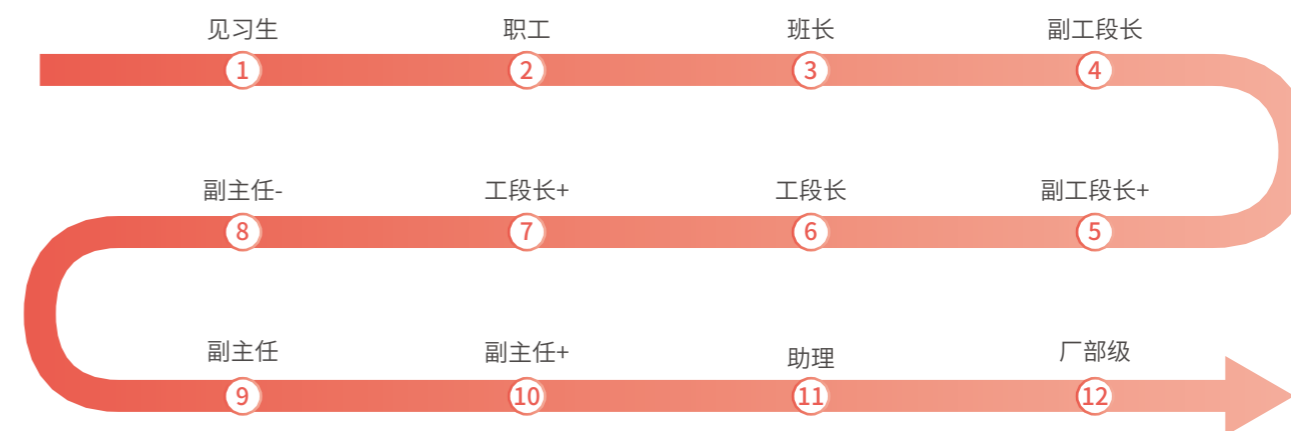 见习生 职工 班长 副工段长
1 2 3 4
副主任- 工段长+ 工段长 副工段长+
8 7 6 5
副主任 副主任+ 助理 厂部级
9 10 11 12